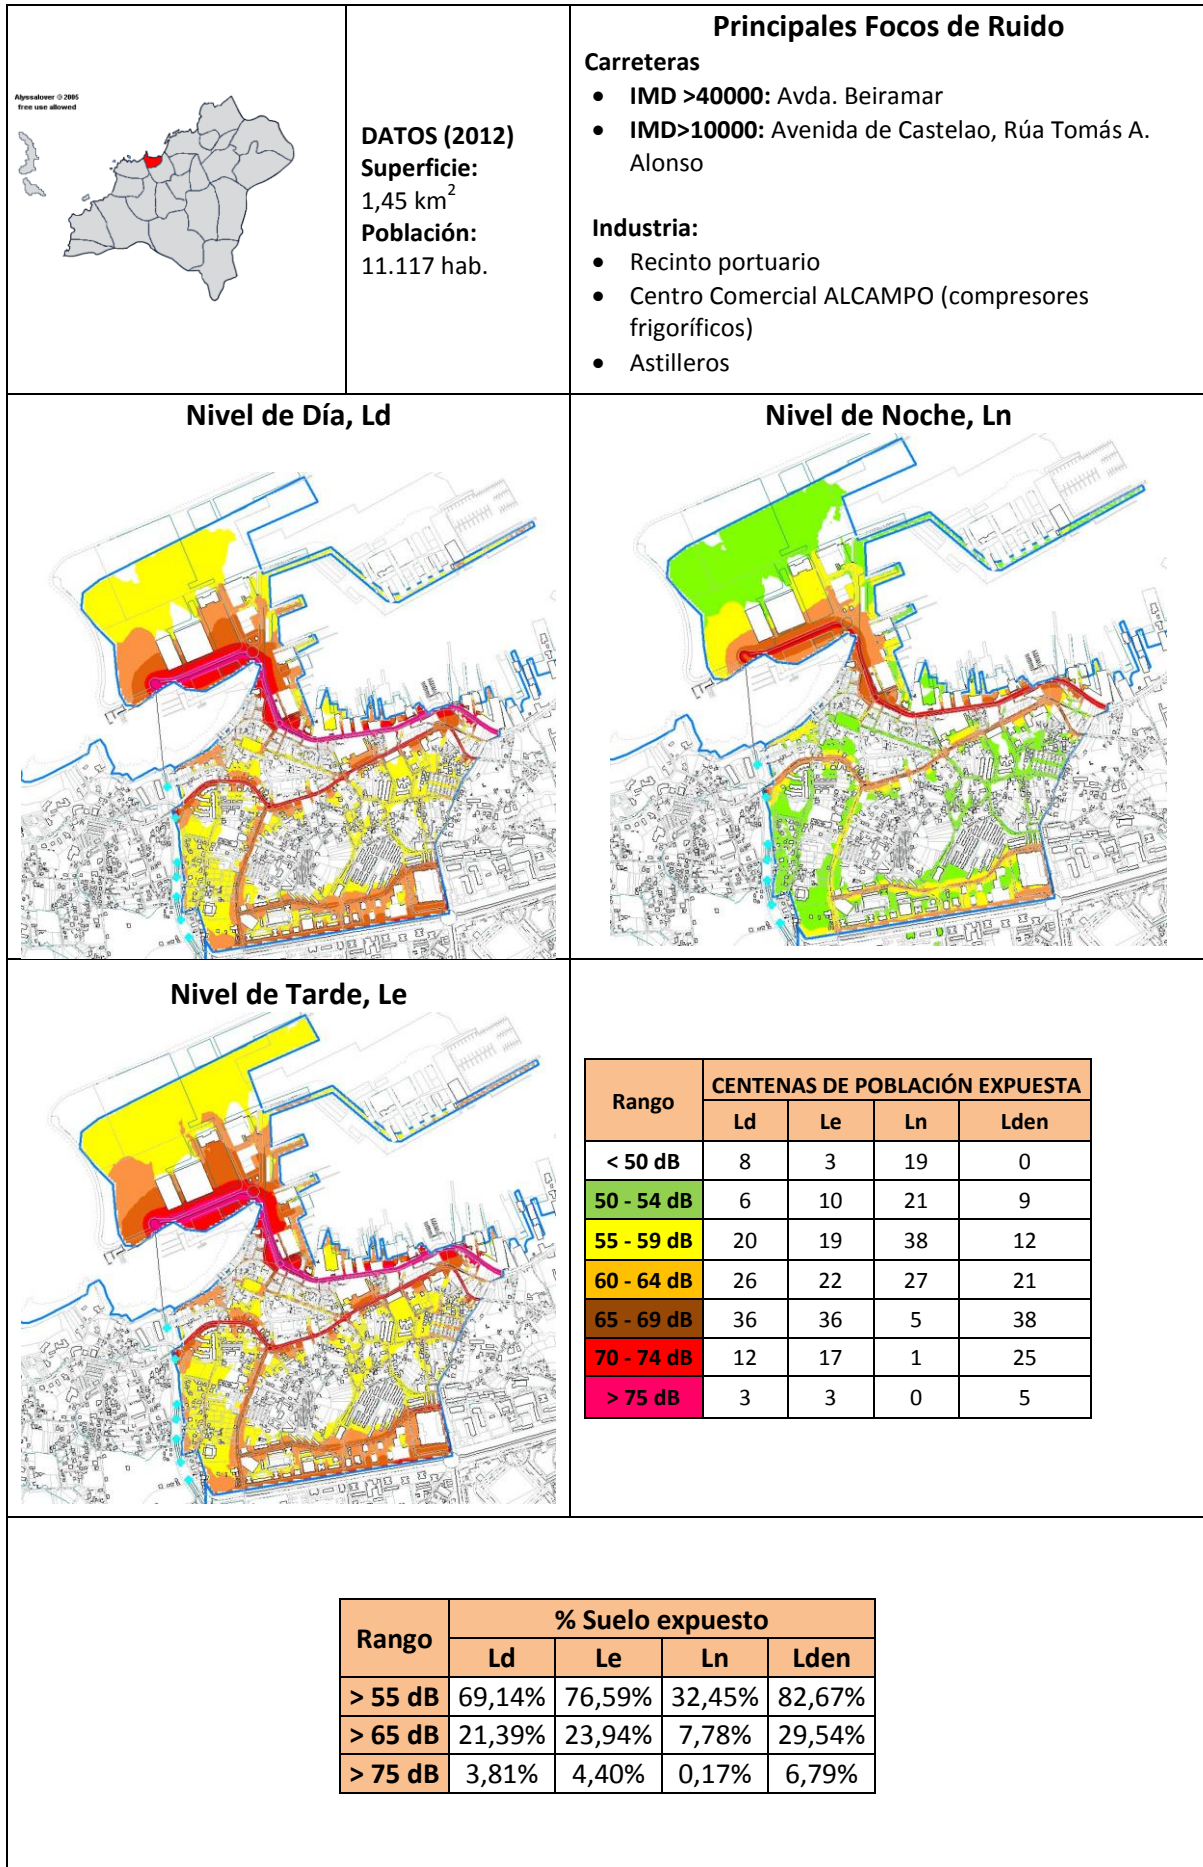 Alyssalover © 2005
free use allowed
DATOS (2012)
Superficie:
1,45 km²
Población:
11.117 hab.
Principales Focos de Ruido
Carreteras
• IMD >40000: Avda. Beiramar
• IMD>10000: Avenida de Castelao, Rúa Tomás A.
Alonso
Industria:
• Recinto portuario
• Centro Comercial ALCAMPO (compresores
frigoríficos)
• Astilleros
Nivel de Día, Ld
Nivel de Noche, Ln
Nivel de Tarde, Le
Rango CENTENAS DE POBLACIÓN EXPUESTA
Ld Le Ln Lden
< 50 dB 8 3 19 0
50 - 54 dB 6 10 21 9
55 - 59 dB 20 19 38 12
60 - 64 dB 26 22 27 21
65 - 69 dB 36 36 5 38
70 - 74 dB 12 17 1 25
> 75 dB 3 3 0 5
Rango % Suelo expuesto
Ld Le Ln Lden
> 55 dB 69,14% 76,59% 32,45% 82,67%
> 65 dB 21,39% 23,94% 7,78% 29,54%
> 75 dB 3,81% 4,40% 0,17% 6,79%